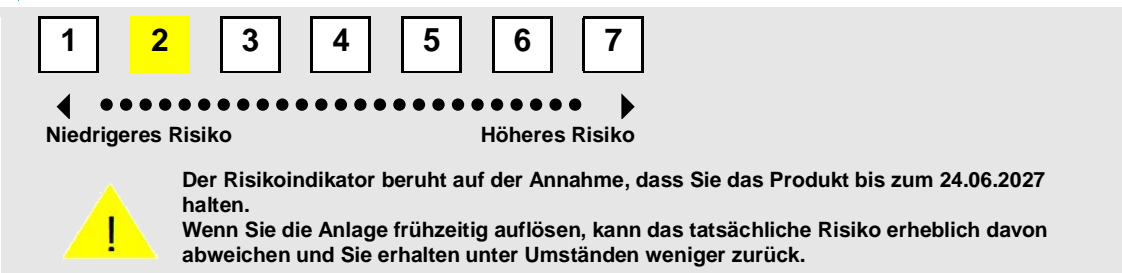 1 2 3 4 5 6 7
Niedrigeres Risiko Höheres Risiko
Der Risikoindikator beruht auf der Annahme, dass Sie das Produkt bis zum 24.06.2027
halten.
Wenn Sie die Anlage frühzeitig auflösen, kann das tatsächliche Risiko erheblich davon
abweichen und Sie erhalten unter Umständen weniger zurück.
!